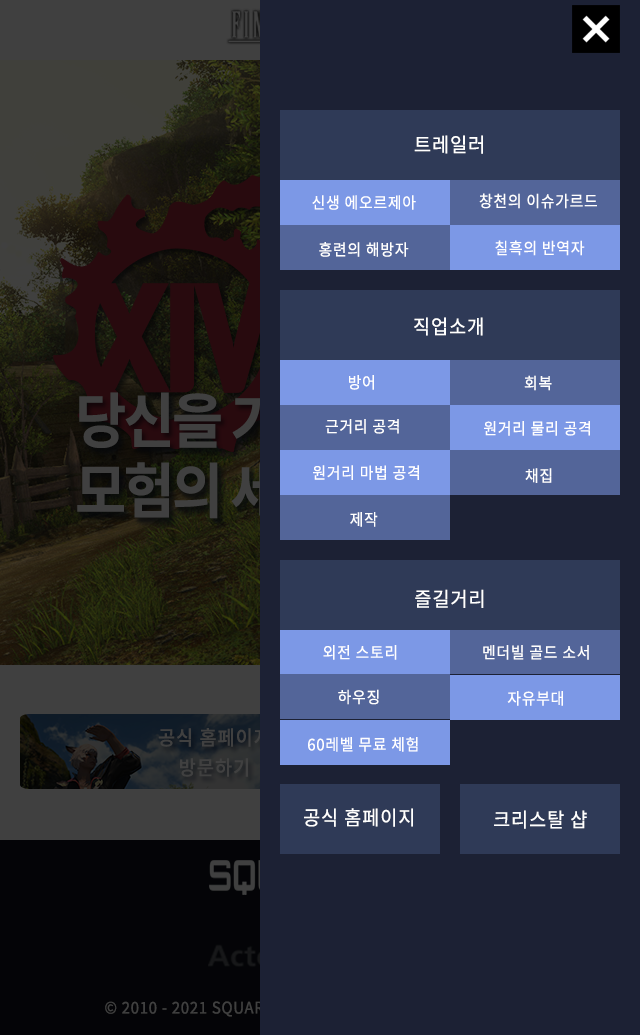 FIN
트레일러
신생 에오르제아
창천의 이슈가르드
홍련의 해방자
칠흑의 반역자
XIV
직업소개
방어
회복
당신을
근거리 공격
원거리 물리 공격
원거리 마법 공격
채집
모험의 세
제작
즐길거리
외전 스토리
멘더빌 골드 소서
하우징
자유부대
60레벨 무료 체험
공식 홈페이지
방문하기
공식 홈페이지
크리스탈 샵
SQU
Acto
© 2010 - 2021 SQUAR